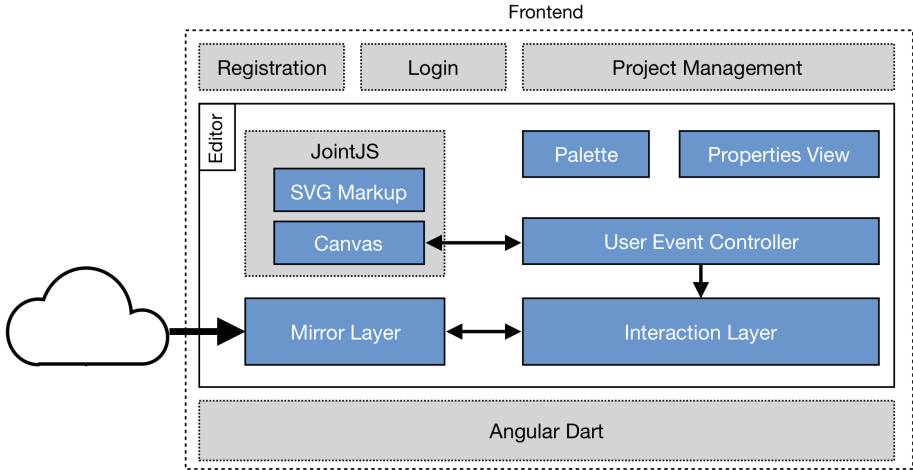 Frontend
Registration
Login
Project Management
Editor
JointJS
Palette
Properties View
SVG Markup
Canvas
User Event Controller
Mirror Layer
Interaction Layer
Angular Dart